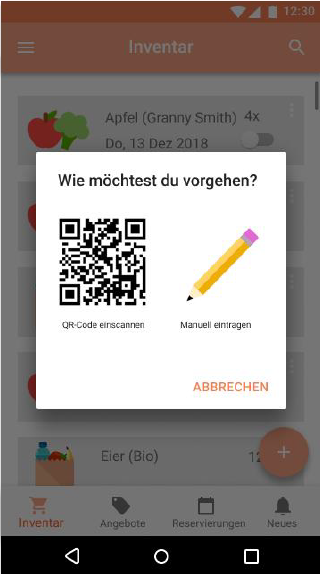 12:30
Inventar
Apfel (Granny Smith) 4x
Do, 13 Dez 2018
Wie möchtest du vorgehen?
QR-Code einscannen
Manuell eintragen
ABBRECHEN
Eier (Bio)
+
Inventar
Angebote
Reservierungen
Neues